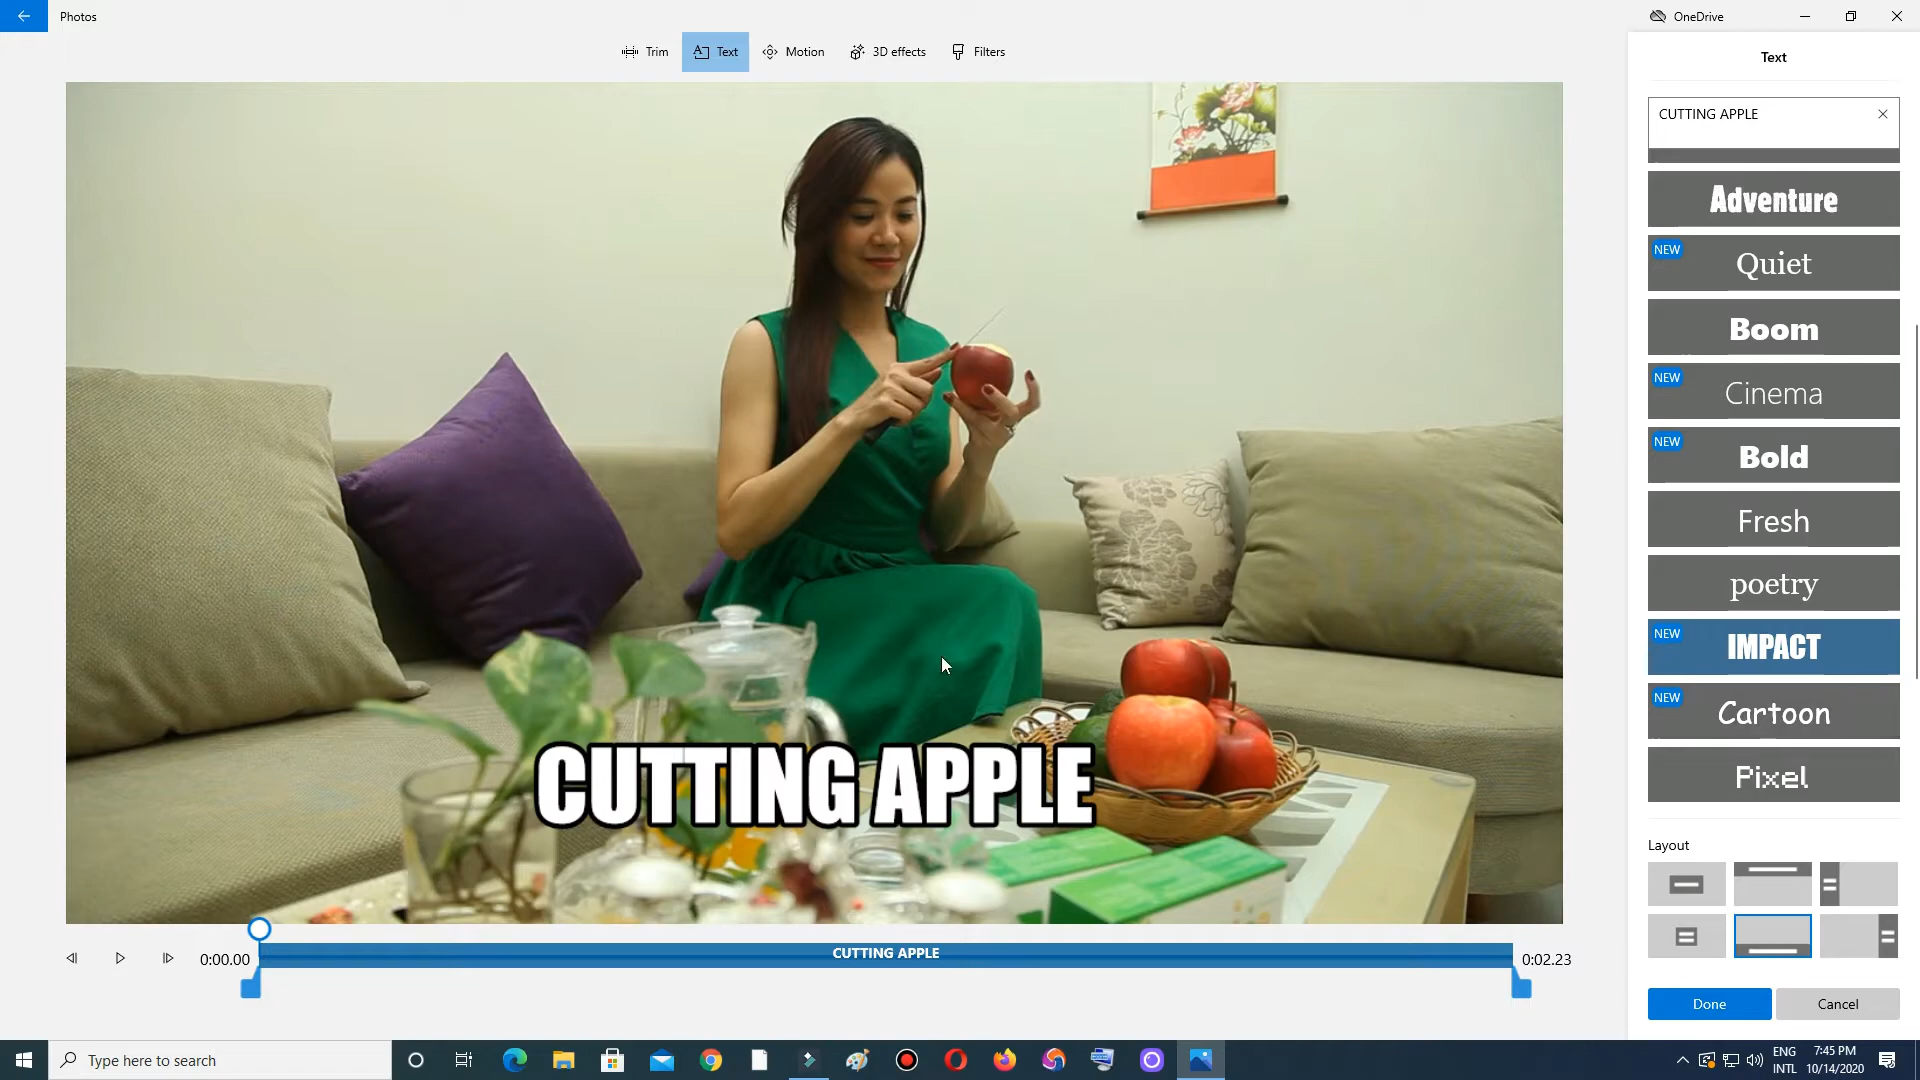 Photos
OneDrive
Trim
Text
Motion
3D effects
Filters
Text
CUTTING APPLE
Adventure
NEW
Quiet
Boom
NEW
Cinema
NEW
Bold
Fresh
poetry
NEW
IMPACT
NEW
Cartoon
Pixel
CUTTING APPLE
Layout
0:00.00
CUTTING APPLE
0:02.23
Done
Cancel
Type here to search
ENG
INTL
7:45 PM
10/14/2020